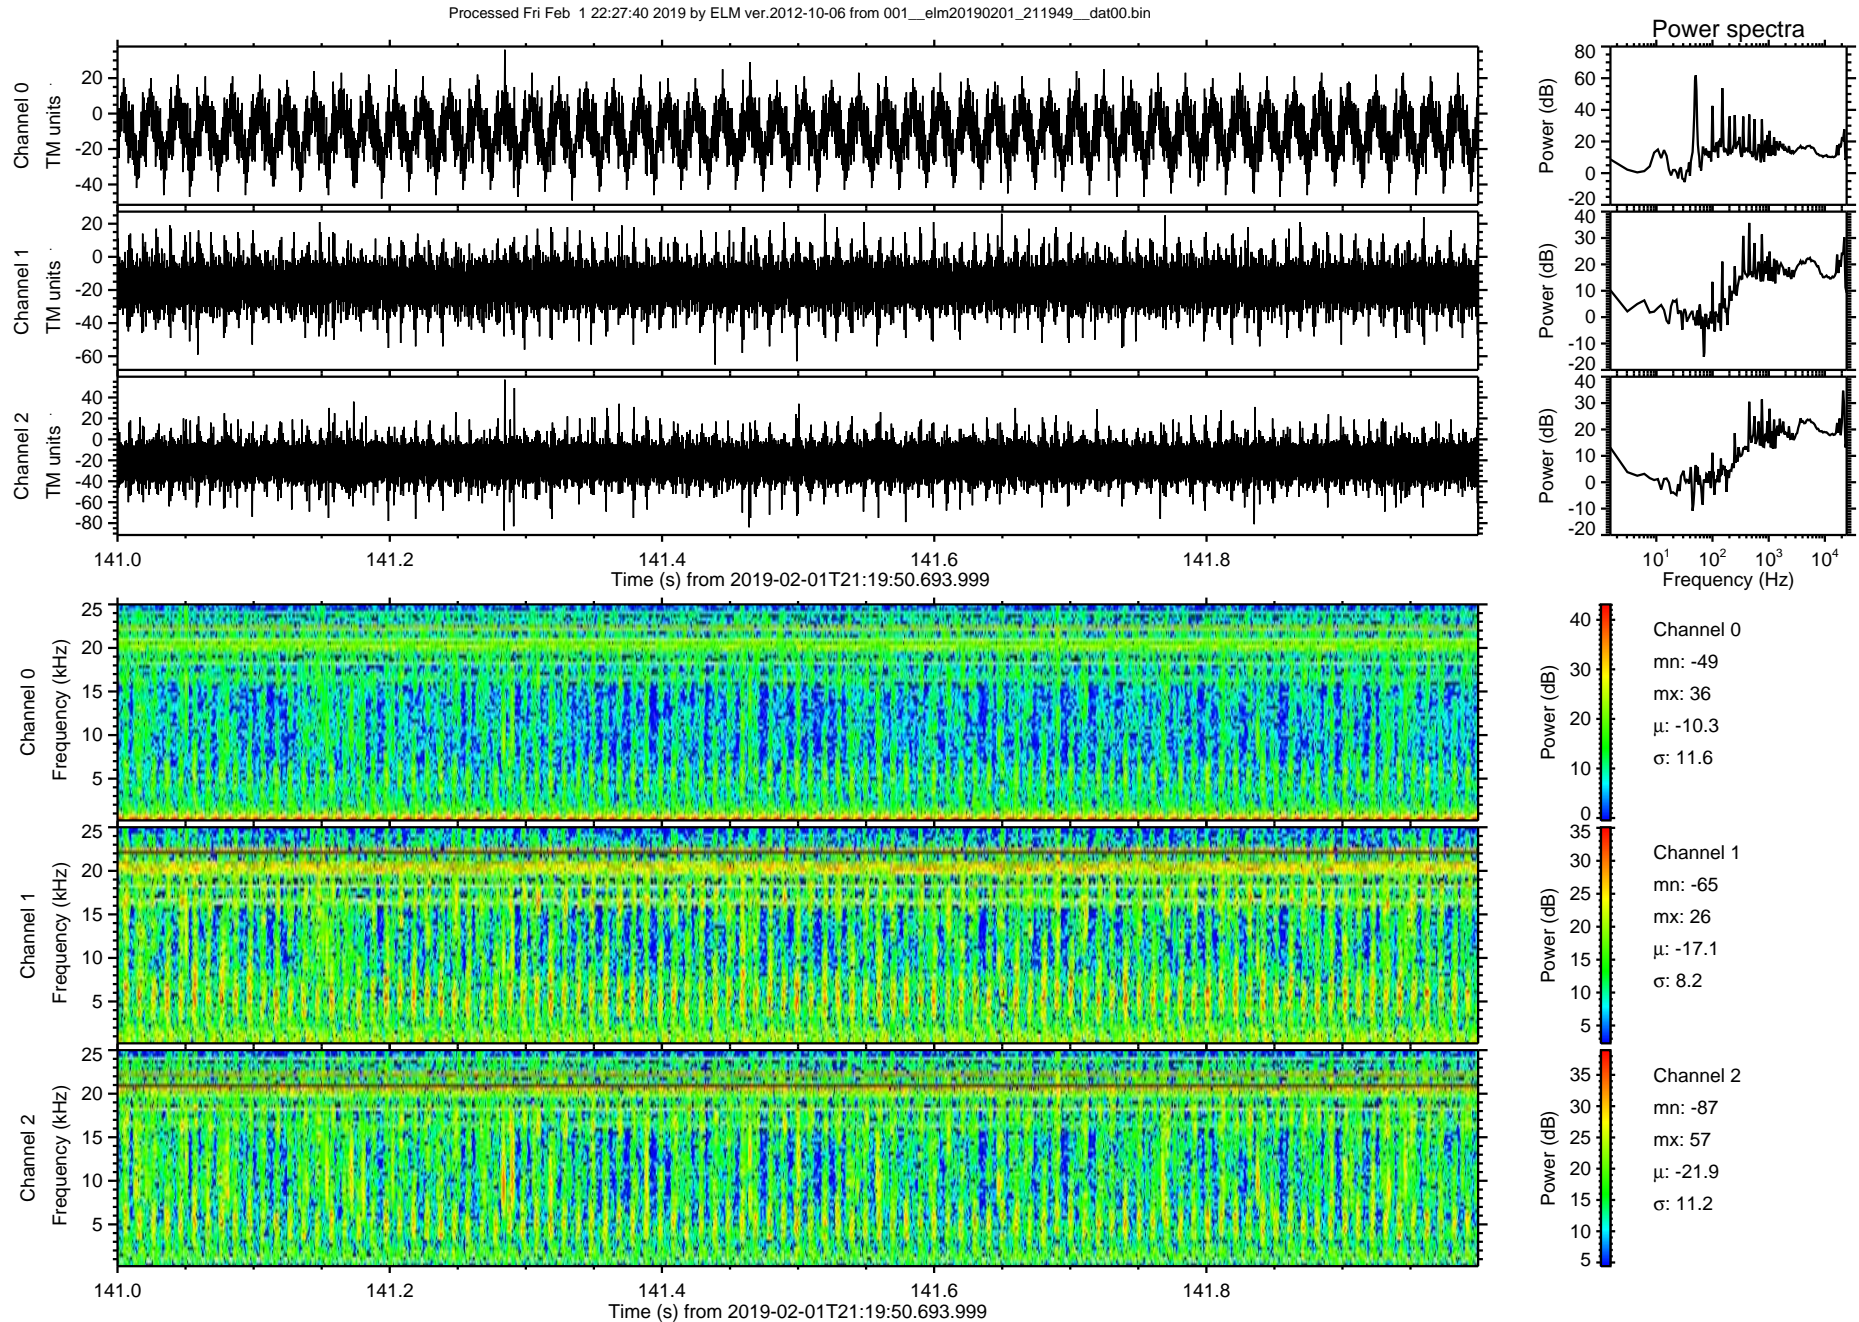 Processed Fri Feb  1 22:27:40 2019 by ELM ver.2012-10-06 from 001__elm20190201_211949__dat00.bin
Power spectra
Channel 0
TM units
20
0
-20
-40
Power (dB)
80
60
40
20
0
-20
Channel 1
TM units
20
0
-20
-40
-60
Power (dB)
40
30
20
10
0
-10
-20
Channel 2
TM units
40
20
0
-20
-40
-60
-80
Power (dB)
40
30
20
10
0
-10
-20
141.0 141.2 141.4 141.6 141.8
Time (s) from 2019-02-01T21:19:50.693.999
10^1 10^2 10^3 10^4
Frequency (Hz)
Channel 0
Frequency (kHz)
25
20
15
10
5
Power (dB)
40
30
20
10
0
Channel 0
mn: -49
mx: 36
μ: -10.3
σ: 11.6
Channel 1
Frequency (kHz)
25
20
15
10
5
Power (dB)
35
30
25
20
15
10
5
Channel 1
mn: -65
mx: 26
μ: -17.1
σ: 8.2
Channel 2
Frequency (kHz)
25
20
15
10
5
Power (dB)
35
30
25
20
15
10
5
Channel 2
mn: -87
mx: 57
μ: -21.9
σ: 11.2
141.0 141.2 141.4 141.6 141.8
Time (s) from 2019-02-01T21:19:50.693.999